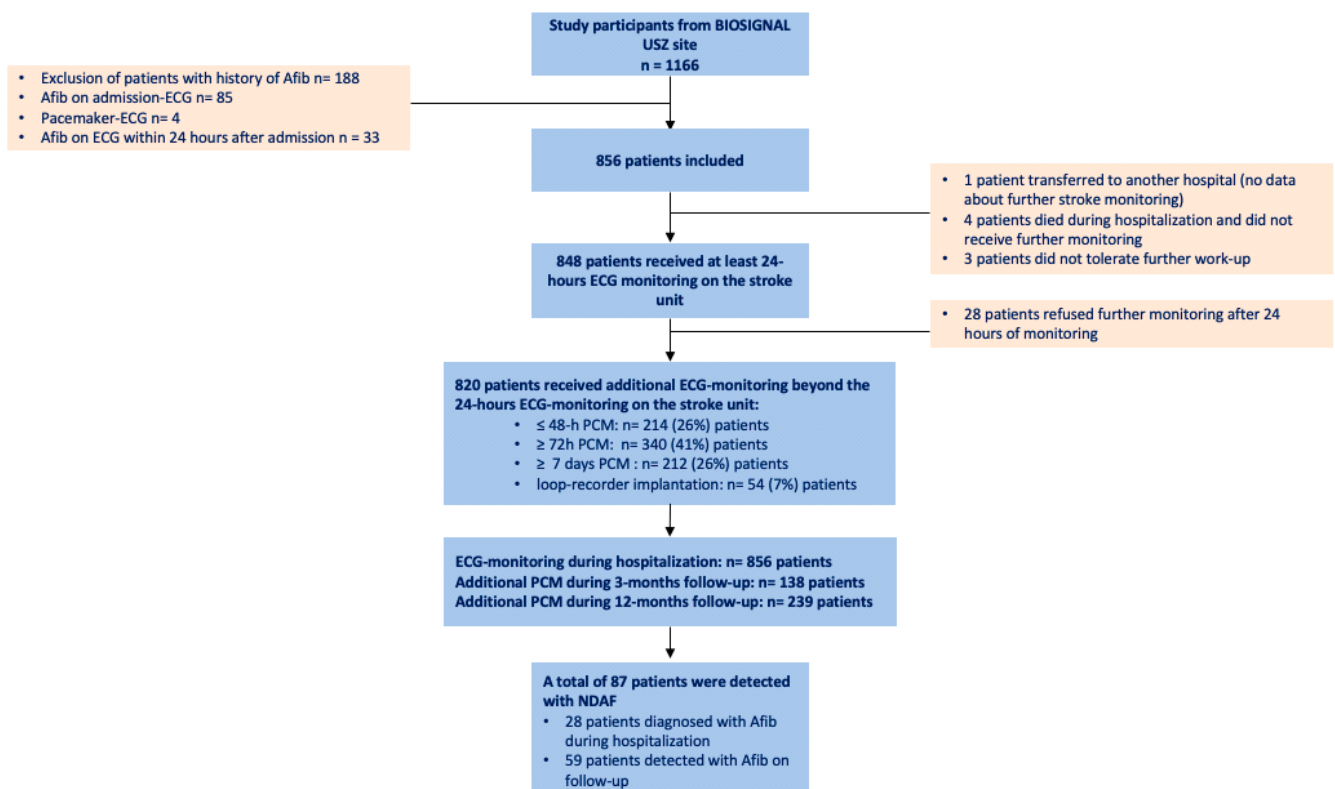 Study participants from BIOSIGNAL
USZ site
n = 1166
• Exclusion of patients with history of Afib n= 188
• Afib on admission-ECG n= 85
• Pacemaker-ECG n= 4
• Afib on ECG within 24 hours after admission n = 33
856 patients included
• 1 patient transferred to another hospital (no data
about further stroke monitoring)
• 4 patients died during hospitalization and did not
receive further monitoring
• 3 patients did not tolerate further work-up
848 patients received at least 24-
hours ECG monitoring on the stroke
unit
• 28 patients refused further monitoring after 24
hours of monitoring
820 patients received additional ECG-monitoring beyond the
24-hours ECG-monitoring on the stroke unit:
• ≤ 48-h PCM: n= 214 (26%) patients
• ≥ 72h PCM: n= 340 (41%) patients
• ≥ 7 days PCM : n= 212 (26%) patients
• loop-recorder implantation: n= 54 (7%) patients
ECG-monitoring during hospitalization: n= 856 patients
Additional PCM during 3-months follow-up: n= 138 patients
Additional PCM during 12-months follow-up: n= 239 patients
A total of 87 patients were detected
with NDAF
• 28 patients diagnosed with Afib
during hospitalization
• 59 patients detected with Afib on
follow-up